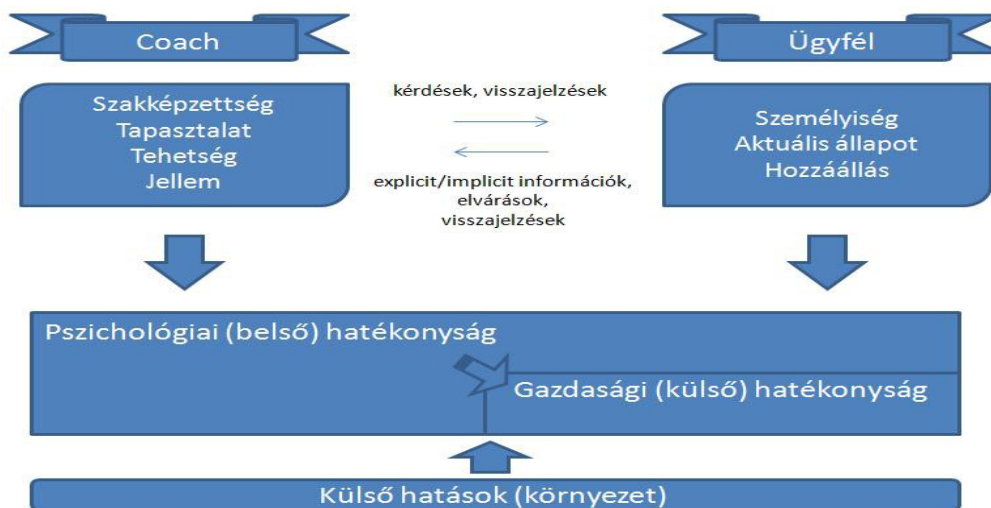 Coach
Ügyfél
Szakképzettség
Tapasztalat
Tehetség
Jellem
kérdések, visszajelzések
explicit/implicit információk,
elvárások,
visszajelzések
Személyiség
Aktuális állapot
Hozzáállás
Pszichológiai (belső) hatékonyság
Gazdasági (külső) hatékonyság
Külső hatások (környezet)